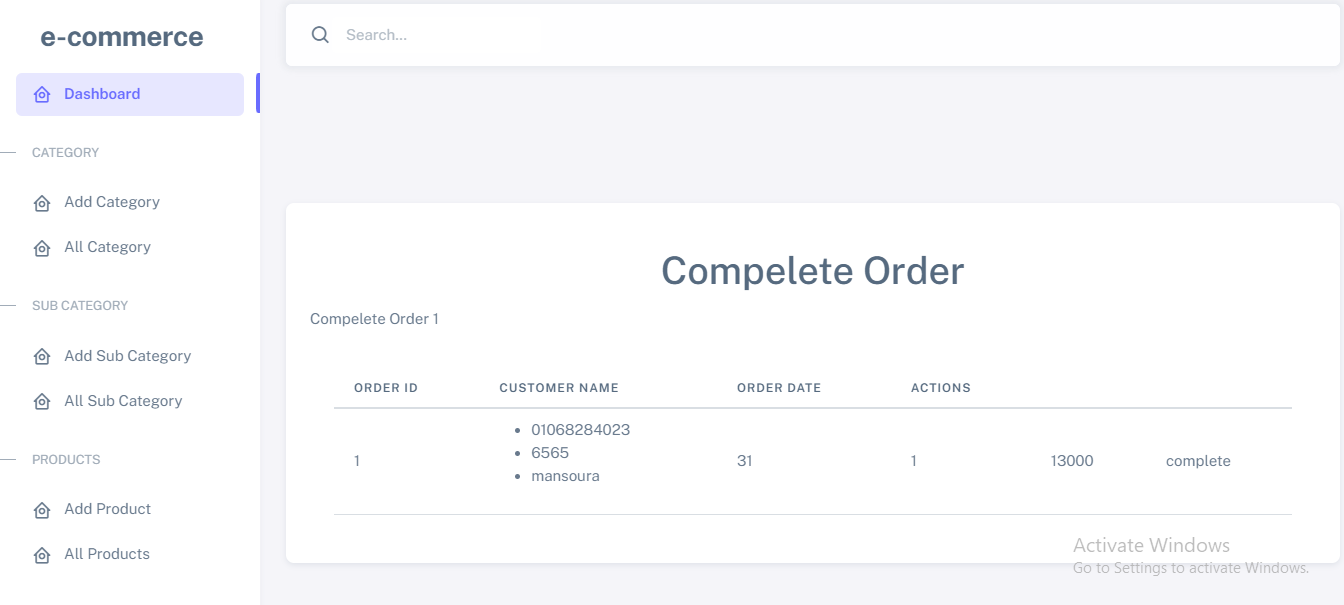 e-commerce
Search...
Dashboard
CATEGORY
Add Category
All Category
SUB CATEGORY
Add Sub Category
All Sub Category
PRODUCTS
Add Product
All Products
Compelete Order
Compelete Order 1
ORDER ID CUSTOMER NAME ORDER DATE ACTIONS
1
• 01068284023
• 6565
• mansoura
31 1 13000 complete
Activate Windows
Go to Settings to activate Windows.